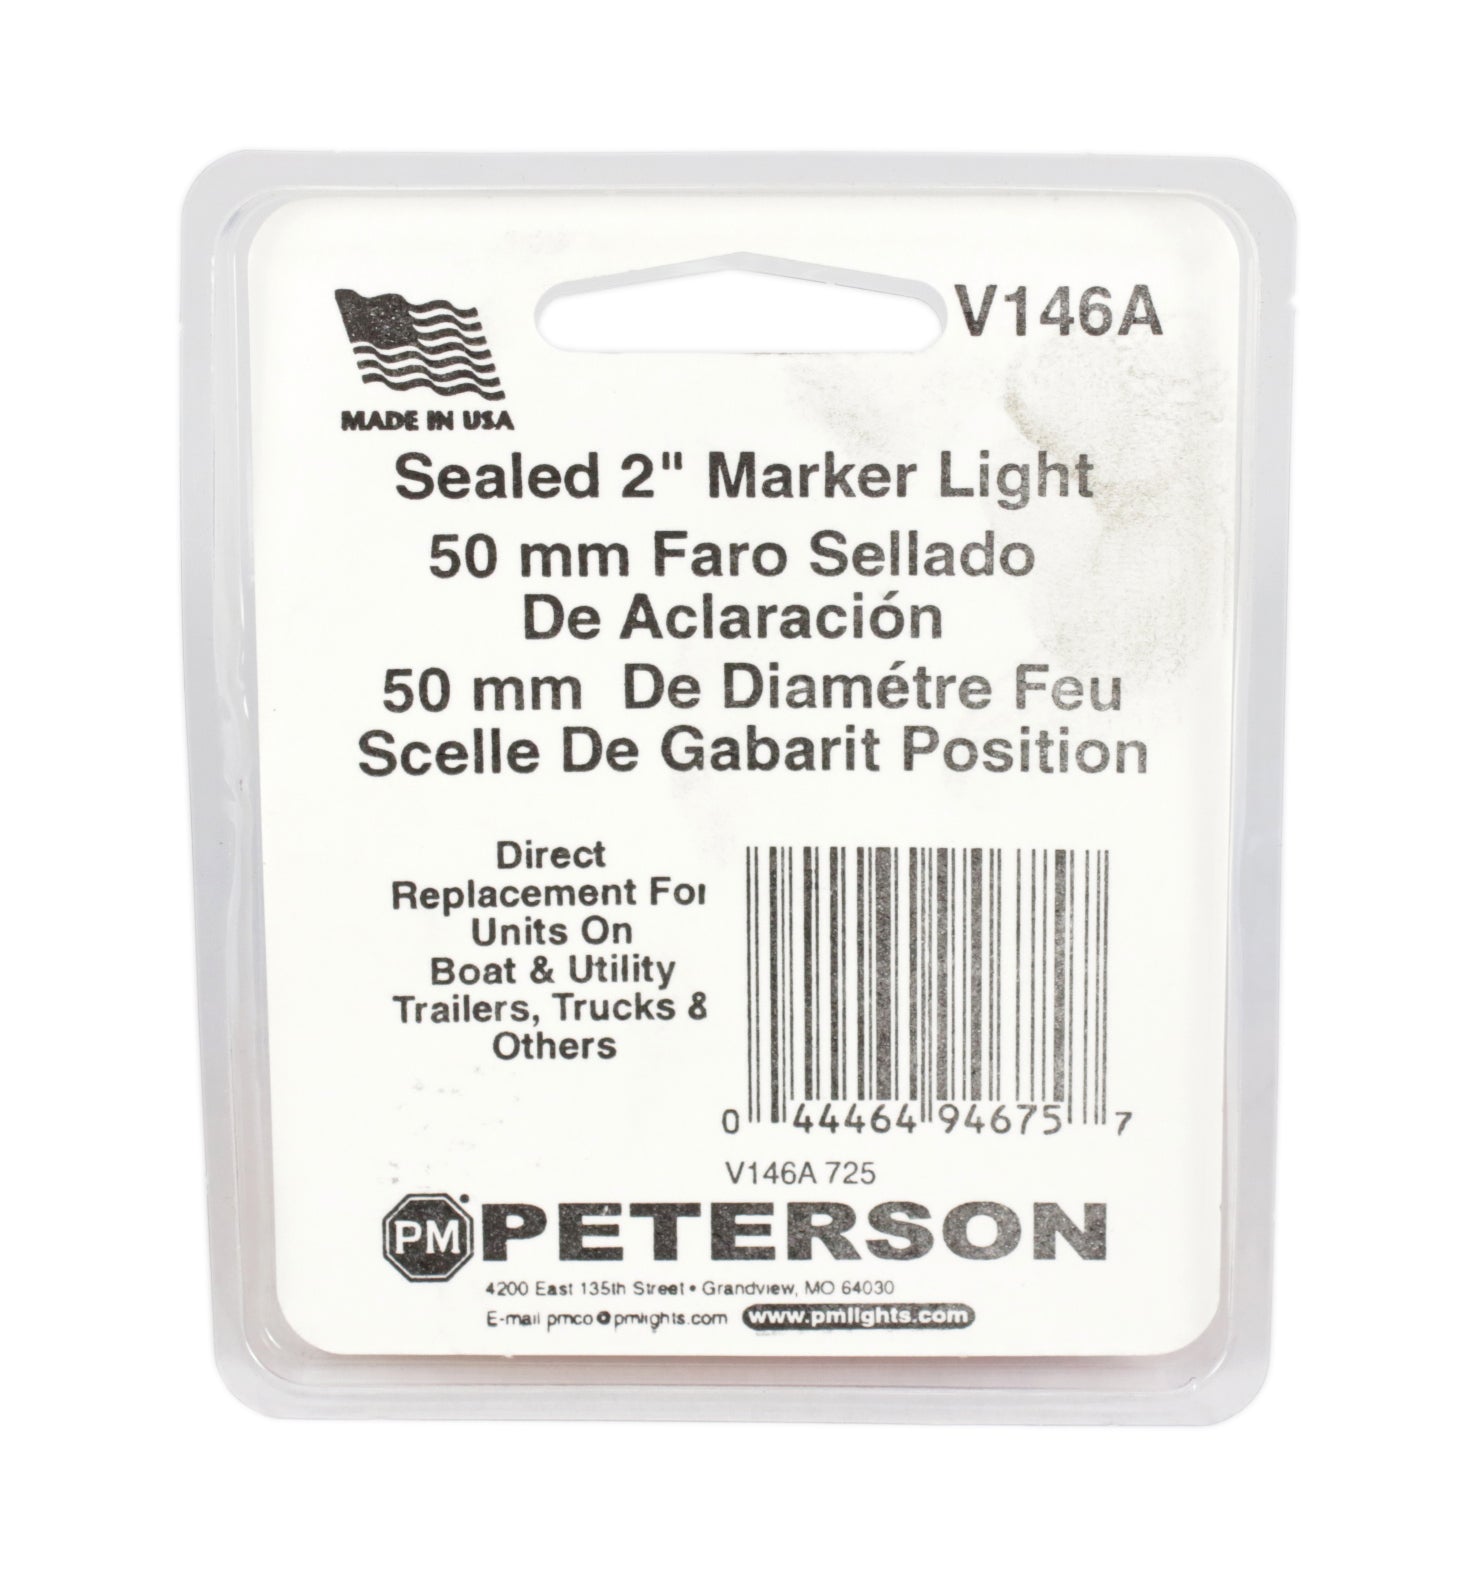 V146A
MADE IN USA
Sealed 2" Marker Light
50 mm Faro Sellado
De Aclaración
50 mm De Diamétre Feu
Scelle De Gabarit Position
Direct
Replacement For
Units On
Boat & Utility
Trailers, Trucks &
Others
0 44464 94675 7
V146A 725
PM PETERSON
4200 East 135th Street • Grandview, MO 64030
E-mail pmco@pmlights.com www.pmlights.com